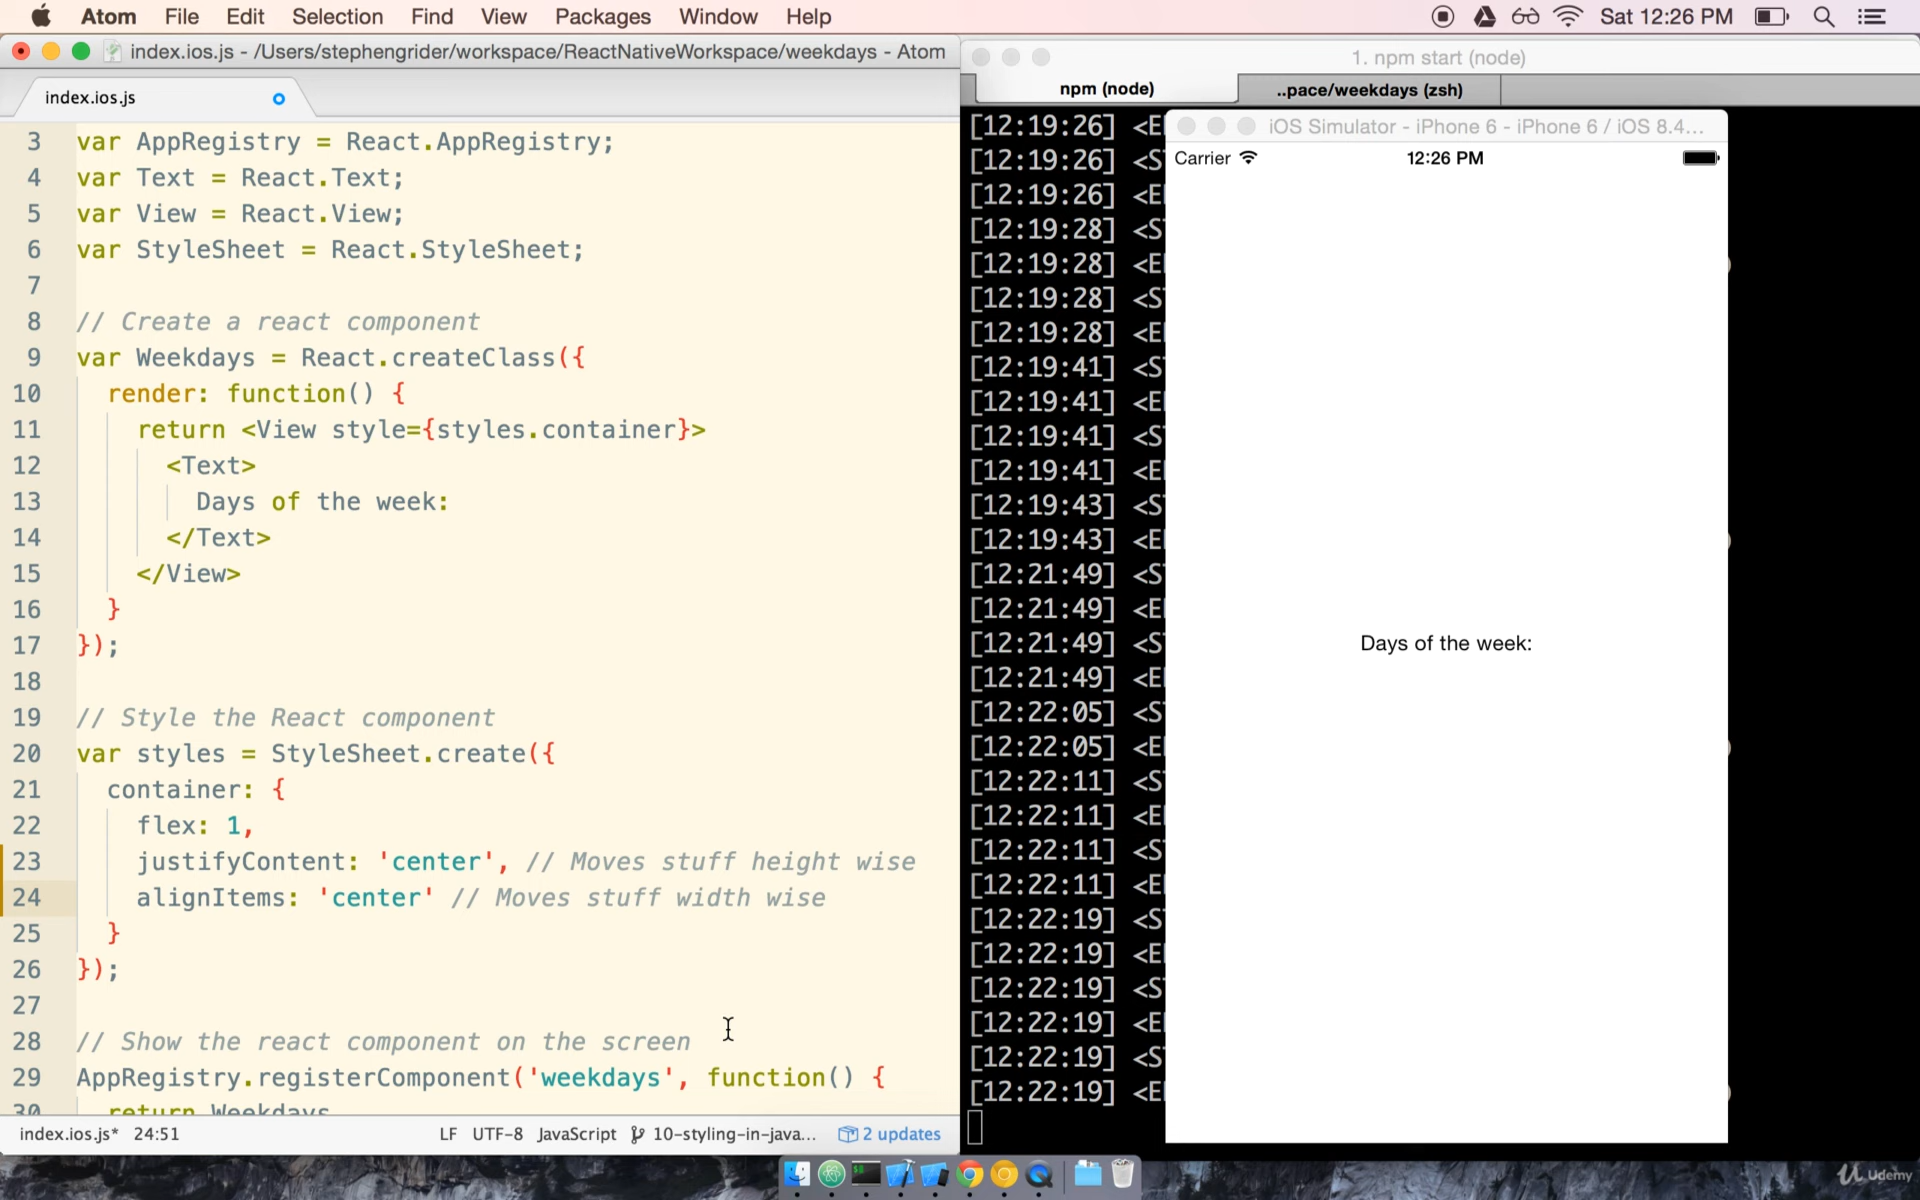 Atom File Edit Selection Find View Packages Window Help Sat 12:26 PM
index.ios.js - /Users/stephengrider/workspace/ReactNativeWorkspace/weekdays - Atom
index.ios.js
3 var AppRegistry = React.AppRegistry;
4 var Text = React.Text;
5 var View = React.View;
6 var StyleSheet = React.StyleSheet;
7
8 // Create a react component
9 var Weekdays = React.createClass({
10 render: function() {
11 return <View style={styles.container}>
12 <Text>
13 Days of the week:
14 </Text>
15 </View>
16 }
17 });
18
19 // Style the React component
20 var styles = StyleSheet.create({
21 container: {
22 flex: 1,
23 justifyContent: 'center', // Moves stuff height wise
24 alignItems: 'center' // Moves stuff width wise
25 }
26 });
27
28 // Show the react component on the screen
29 AppRegistry.registerComponent('weekdays', function() {
30 return Weekdays
index.ios.js* 24:51 LF UTF-8 JavaScript 10-styling-in-java... 2 updates
1. npm start (node)
npm (node) ..pace/weekdays (zsh)
[12:19:26] <E
[12:19:26] <S
[12:19:26] <E
[12:19:28] <S
[12:19:28] <E
[12:19:28] <S
[12:19:28] <E
[12:19:41] <S
[12:19:41] <E
[12:19:41] <S
[12:19:41] <E
[12:19:43] <S
[12:19:43] <E
[12:21:49] <S
[12:21:49] <E
[12:21:49] <S
[12:21:49] <E
[12:22:05] <S
[12:22:05] <E
[12:22:11] <S
[12:22:11] <E
[12:22:11] <S
[12:22:11] <E
[12:22:19] <S
[12:22:19] <E
[12:22:19] <S
[12:22:19] <E
[12:22:19] <S
[12:22:19] <E
iOS Simulator - iPhone 6 - iPhone 6 / iOS 8.4...
Carrier 12:26 PM
Days of the week:
Udemy